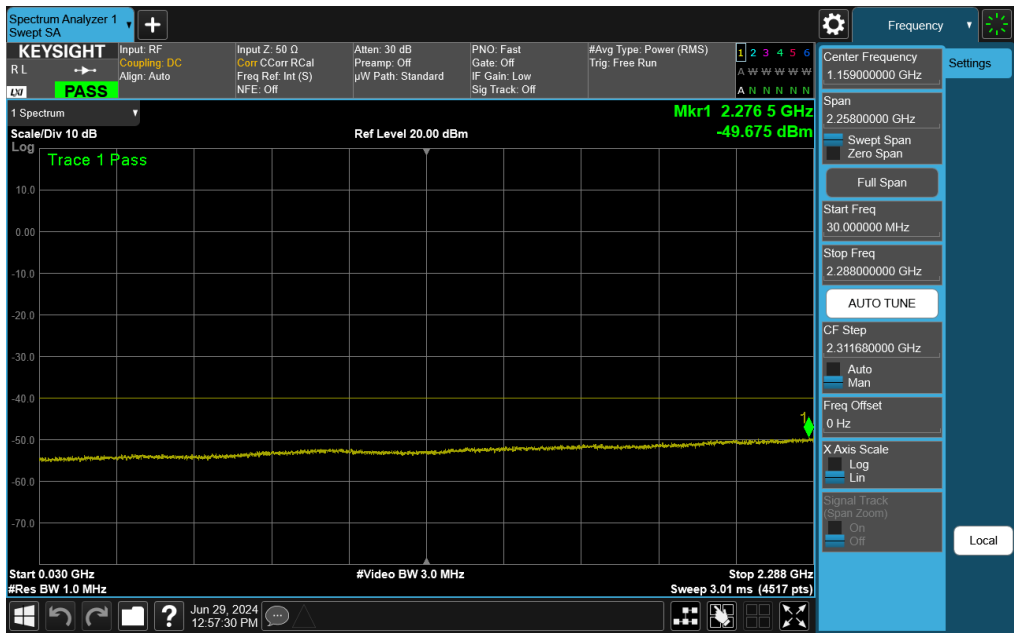 Spectrum Analyzer 1
Swept SA
Frequency
KEYSIGHT
R L
LXI
PASS
Input: RF
Coupling: DC
Align: Auto
Input Z: 50 Ω
Corr CCorr RCal
Freq Ref: Int (S)
NFE: Off
Atten: 30 dB
Preamp: Off
µW Path: Standard
PNO: Fast
Gate: Off
IF Gain: Low
Sig Track: Off
#Avg Type: Power (RMS)
Trig: Free Run
1 2 3 4 5 6
A W W W W W
A N N N N N
1 Spectrum
Mkr1 2.276 5 GHz
-49.675 dBm
Scale/Div 10 dB
Ref Level 20.00 dBm
Log
Trace 1 Pass
10.0
0.00
-10.0
-20.0
-30.0
-40.0
-50.0
-60.0
-70.0
1
Start 0.030 GHz
#Video BW 3.0 MHz
Stop 2.288 GHz
#Res BW 1.0 MHz
Sweep 3.01 ms (4517 pts)
Center Frequency
1.159000000 GHz
Settings
Span
2.25800000 GHz
Swept Span
Zero Span
Full Span
Start Freq
30.000000 MHz
Stop Freq
2.288000000 GHz
AUTO TUNE
CF Step
2.311680000 GHz
Auto
Man
Freq Offset
0 Hz
X Axis Scale
Log
Lin
Signal Track
(Span Zoom)
On
Off
Local
?
Jun 29, 2024
12:57:30 PM